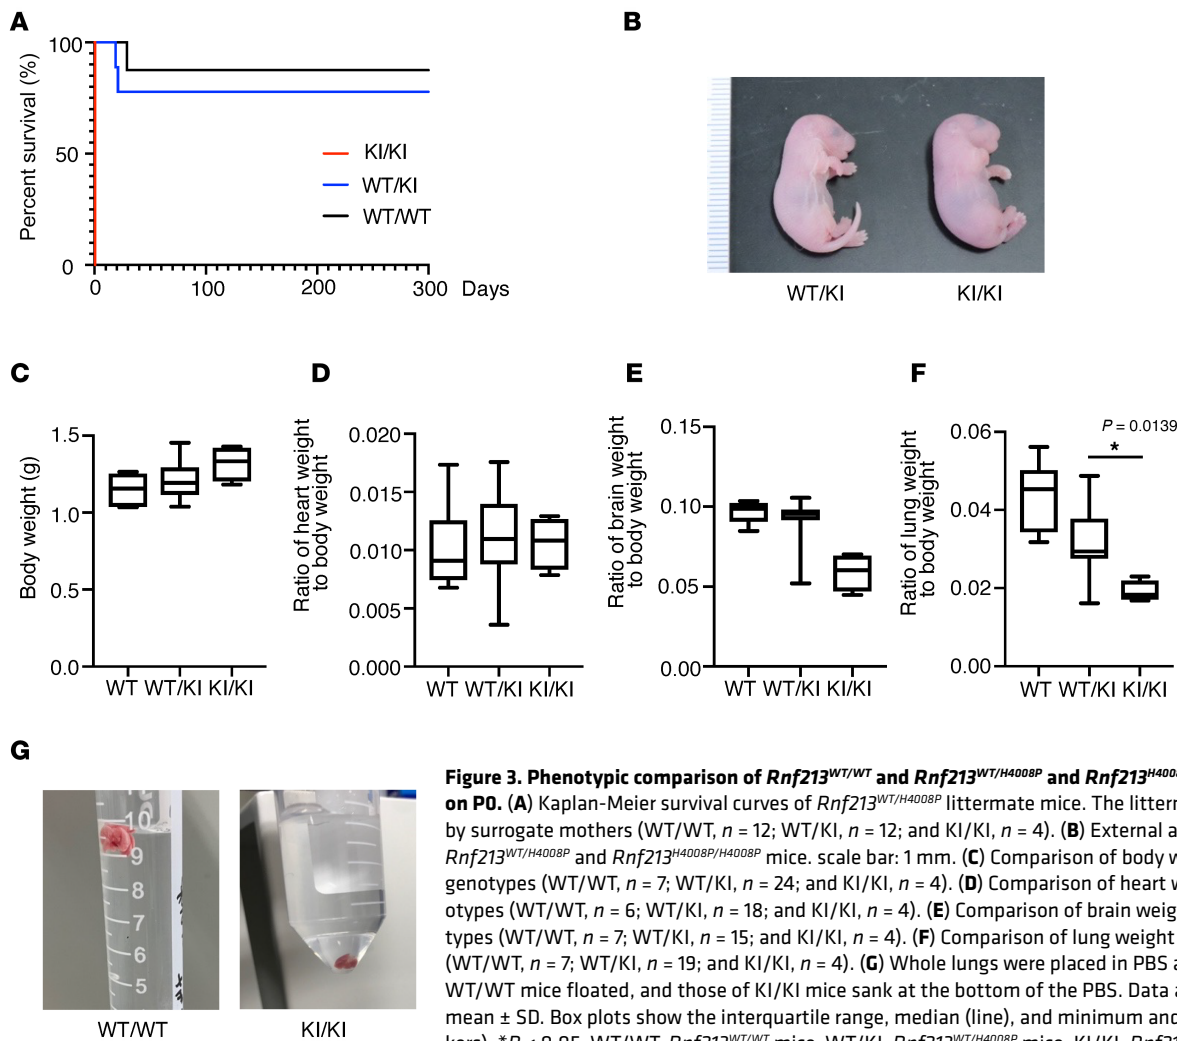 A
100
50
0
Percent survival (%)
KI/KI
WT/KI
WT/WT
0 100 200 300 Days
B
WT/KI KI/KI
C
1.5
1.0
0.5
0.0
Body weight (g)
WT WT/KI KI/KI
D
0.020
0.015
0.010
0.005
0.000
Ratio of heart weight
to body weight
WT WT/KI KI/KI
E
0.15
0.10
0.05
0.00
Ratio of brain weight
to body weight
WT WT/KI KI/KI
F
0.06
0.04
0.02
0.00
Ratio of lung weight
to body weight
P = 0.0139
*
WT WT/KI KI/KI
G
10
9
8
7
6
5
WT/WT KI/KI
Figure 3. Phenotypic comparison of Rnf213WT/WT and Rnf213WT/H4008P and Rnf213
on P0. (A) Kaplan-Meier survival curves of Rnf213WT/H4008P littermate mice. The
by surrogate mothers (WT/WT, n = 12; WT/KI, n = 12; and KI/KI, n = 4). (B) External
Rnf213WT/H4008P and Rnf213H4008P/H4008P mice. scale bar: 1 mm. (C) Comparison of body
genotypes (WT/WT, n = 7; WT/KI, n = 24; and KI/KI, n = 4). (D) Comparison of heart
otypes (WT/WT, n = 6; WT/KI, n = 18; and KI/KI, n = 4). (E) Comparison of brain
types (WT/WT, n = 7; WT/KI, n = 15; and KI/KI, n = 4). (F) Comparison of lung weight
(WT/WT, n = 7; WT/KI, n = 19; and KI/KI, n = 4). (G) Whole lungs were placed in PBS
WT/WT mice floated, and those of KI/KI mice sank at the bottom of the PBS. Data
mean ± SD. Box plots show the interquartile range, median (line), and minimum and